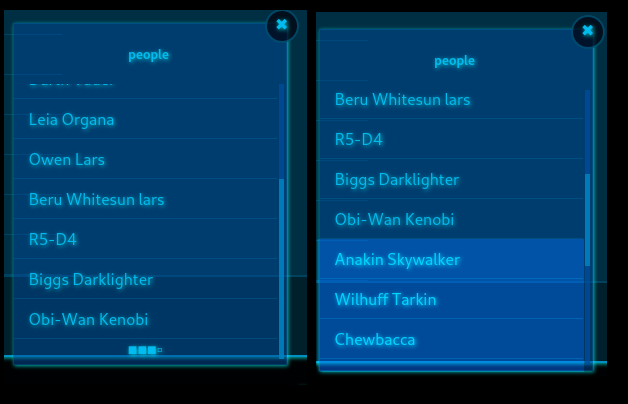 people
Leia Organa
Owen Lars
Beru Whitesun lars
R5-D4
Biggs Darklighter
Obi-Wan Kenobi
people
Beru Whitesun lars
R5-D4
Biggs Darklighter
Obi-Wan Kenobi
Anakin Skywalker
Wilhuff Tarkin
Chewbacca